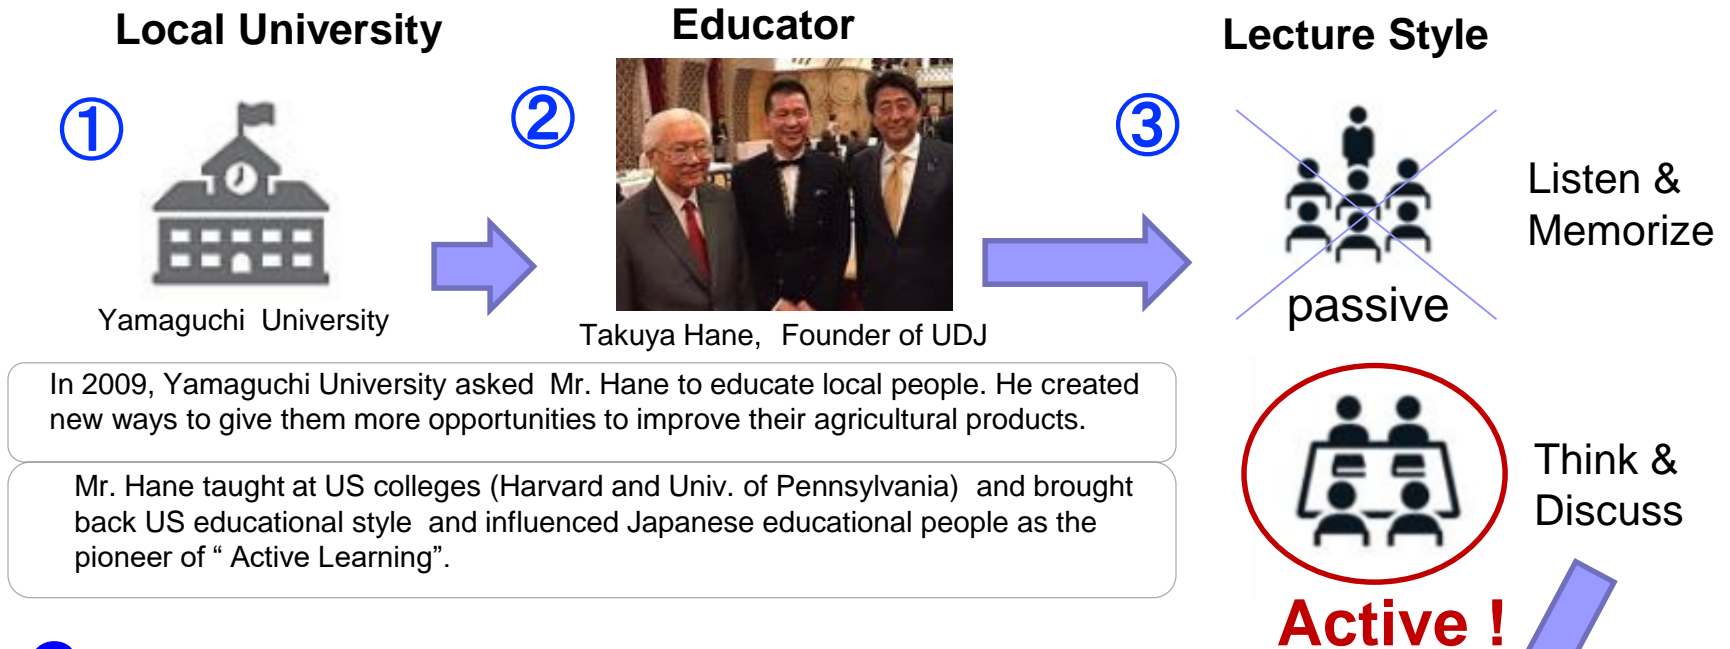 Local University
Educator
Lecture Style
①
②
③
Listen &
Memorize
passive
Yamaguchi University
Takuya Hane, Founder of UDJ
In 2009, Yamaguchi University asked Mr. Hane to educate local people. He created
new ways to give them more opportunities to improve their agricultural products.
Mr. Hane taught at US colleges (Harvard and Univ. of Pennsylvania) and brought
back US educational style and influenced Japanese educational people as the
pioneer of “ Active Learning”.
Think &
Discuss
Active !